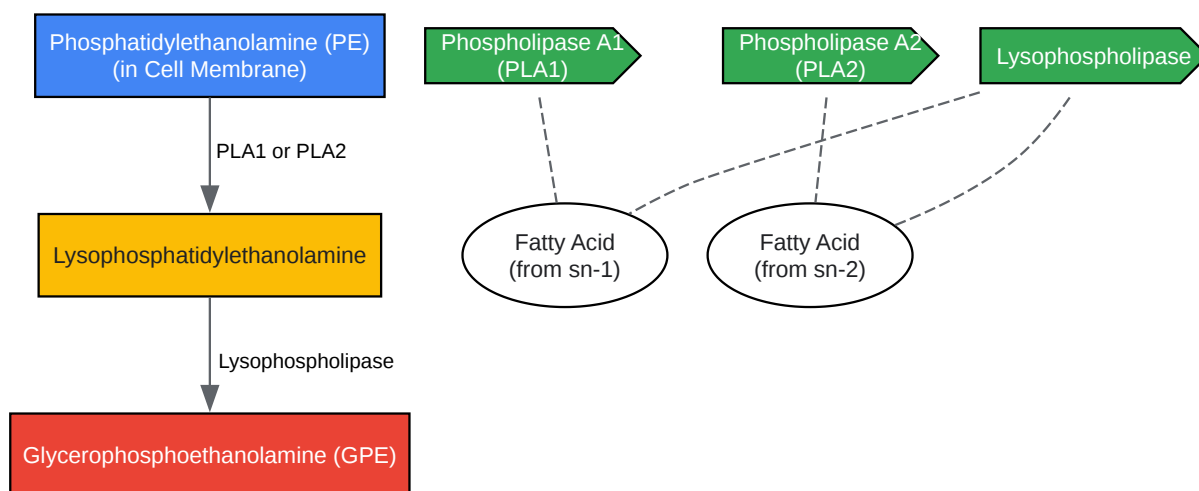 Phosphatidylethanolamine (PE)
(in Cell Membrane)
Phospholipase A1
(PLA1)
Phospholipase A2
(PLA2)
Lysophospholipase
PLA1 or PLA2
Lysophosphatidylethanolamine
Fatty Acid
(from sn-1)
Fatty Acid
(from sn-2)
Lysophospholipase
Glycerophosphoethanolamine (GPE)